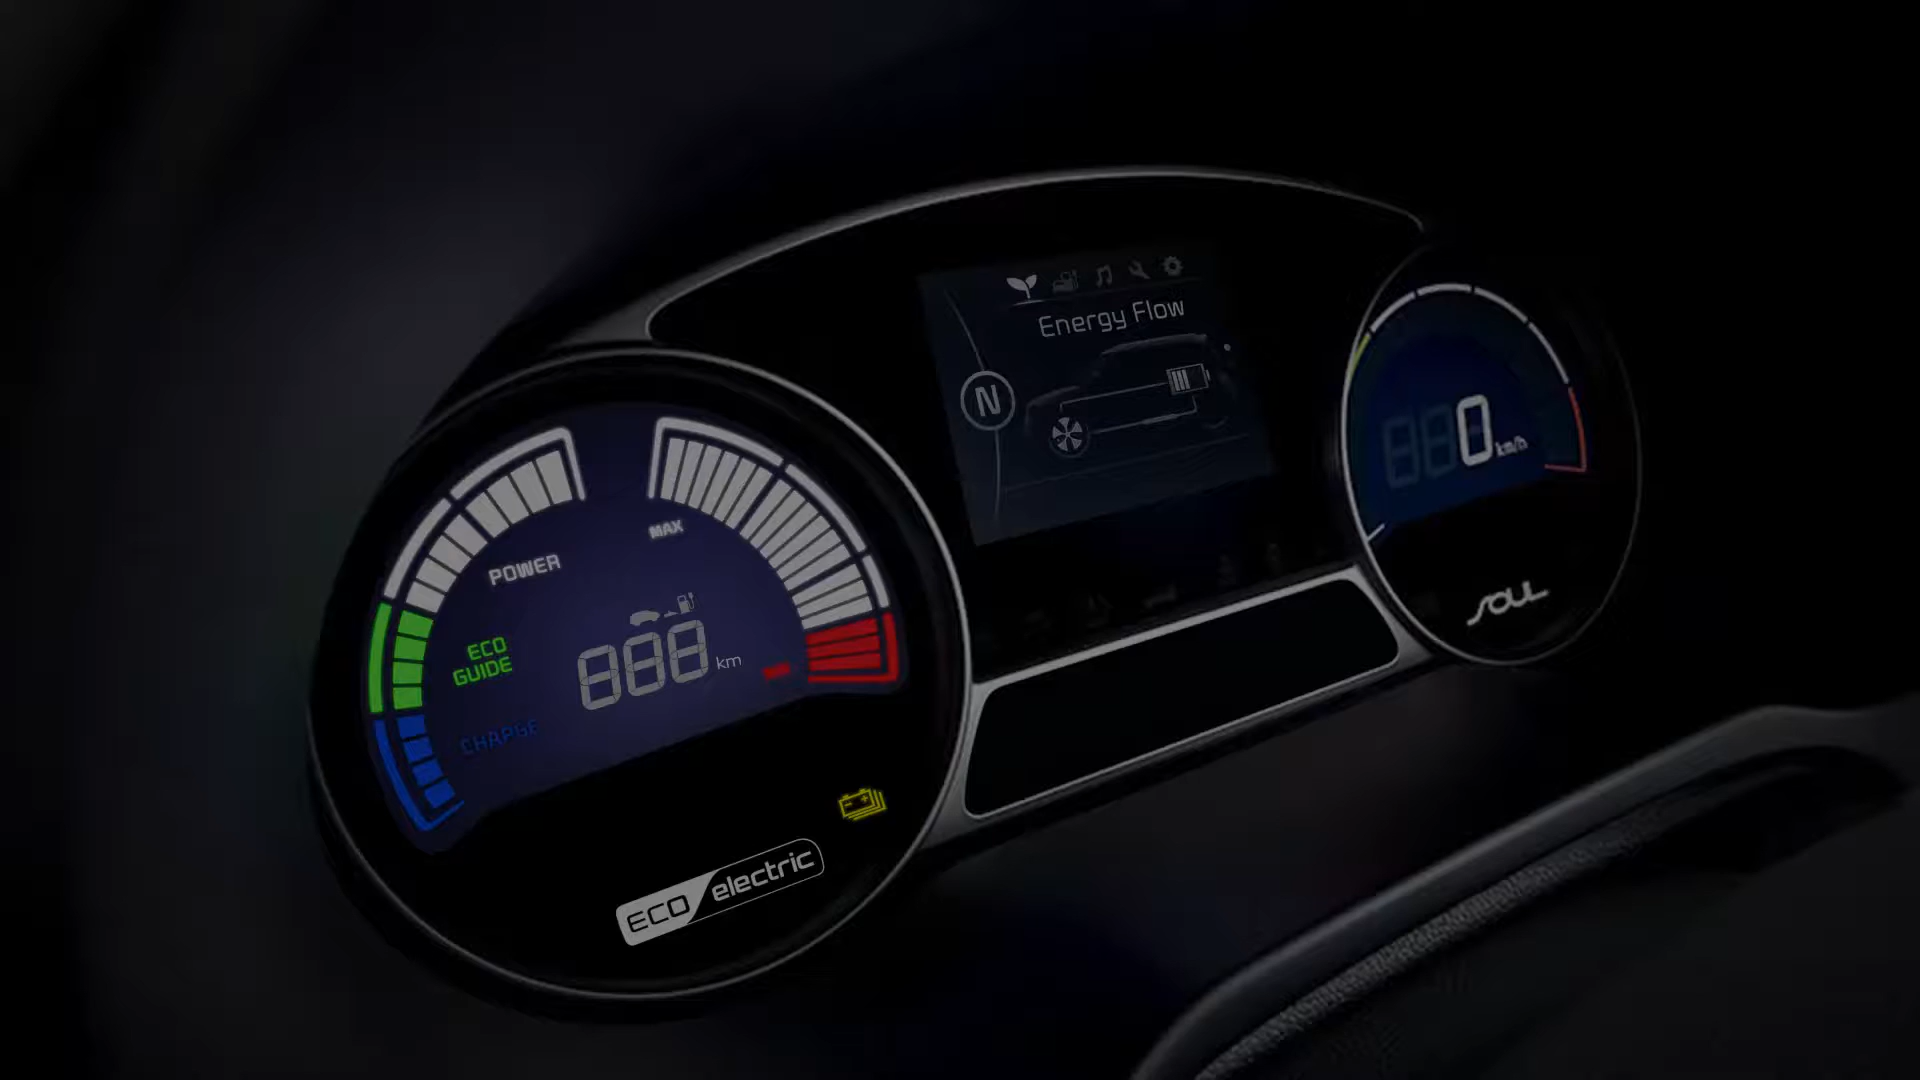 Energy Flow
N
0 km/h
MAX
POWER
ECO
GUIDE
888 km
CHARGE
SOUL
ECO electric